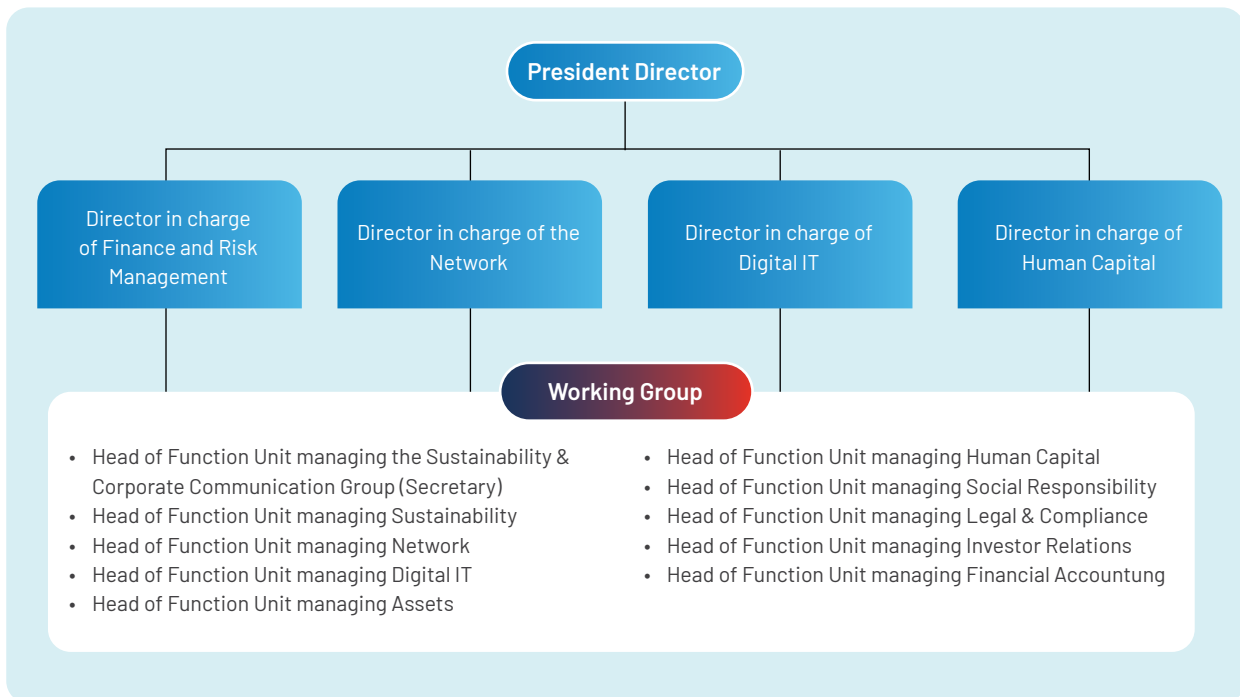 President Director
Director in charge
of Finance and Risk
Management
Director in charge of the
Network
Director in charge of
Digital IT
Director in charge of
Human Capital
Working Group
• Head of Function Unit managing the Sustainability &
Corporate Communication Group (Secretary)
• Head of Function Unit managing Sustainability
• Head of Function Unit managing Network
• Head of Function Unit managing Digital IT
• Head of Function Unit managing Assets
• Head of Function Unit managing Human Capital
• Head of Function Unit managing Social Responsibility
• Head of Function Unit managing Legal & Compliance
• Head of Function Unit managing Investor Relations
• Head of Function Unit managing Financial Accountung